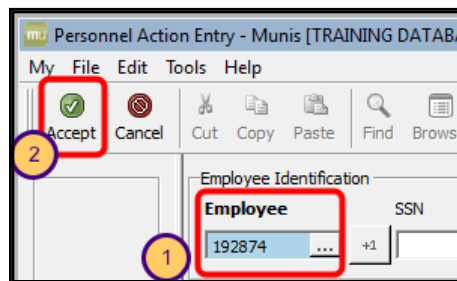 mu Personnel Action Entry - Munis [TRAINING DATAB
My File Edit Tools Help
Accept Cancel Cut Copy Paste Find Brows
2
Employee Identification
Employee SSN
192874 ... +1
1